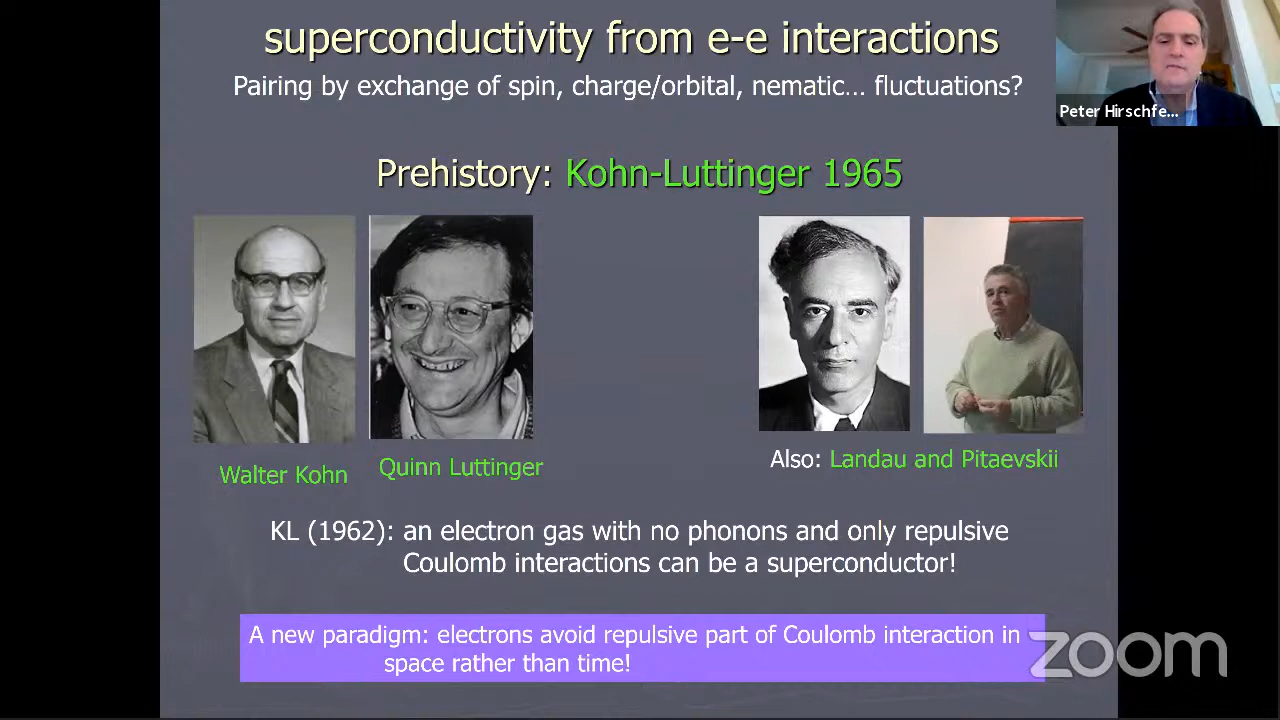 superconductivity from e-e interactions
Pairing by exchange of spin, charge/orbital, nematic... fluctuations?
Peter Hirschfe...
Prehistory: Kohn-Luttinger 1965
Walter Kohn
Quinn Luttinger
Also: Landau and Pitaevskii
KL (1962): an electron gas with no phonons and only repulsive
Coulomb interactions can be a superconductor!
A new paradigm: electrons avoid repulsive part of Coulomb interaction in
space rather than time!
zoom